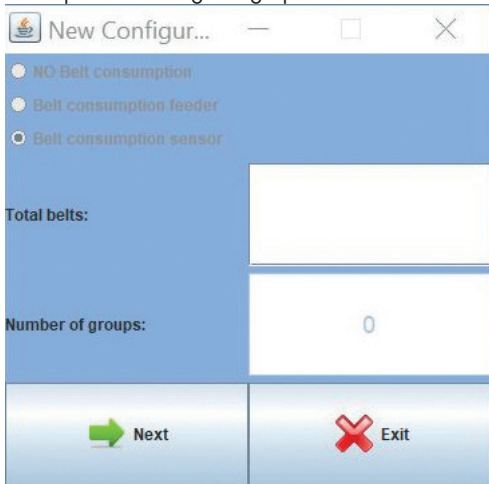 New Configur...
NO Belt consumption
Belt consumption feeder
Belt consumption sensor
Total belts:
Number of groups:
0
Next
Exit